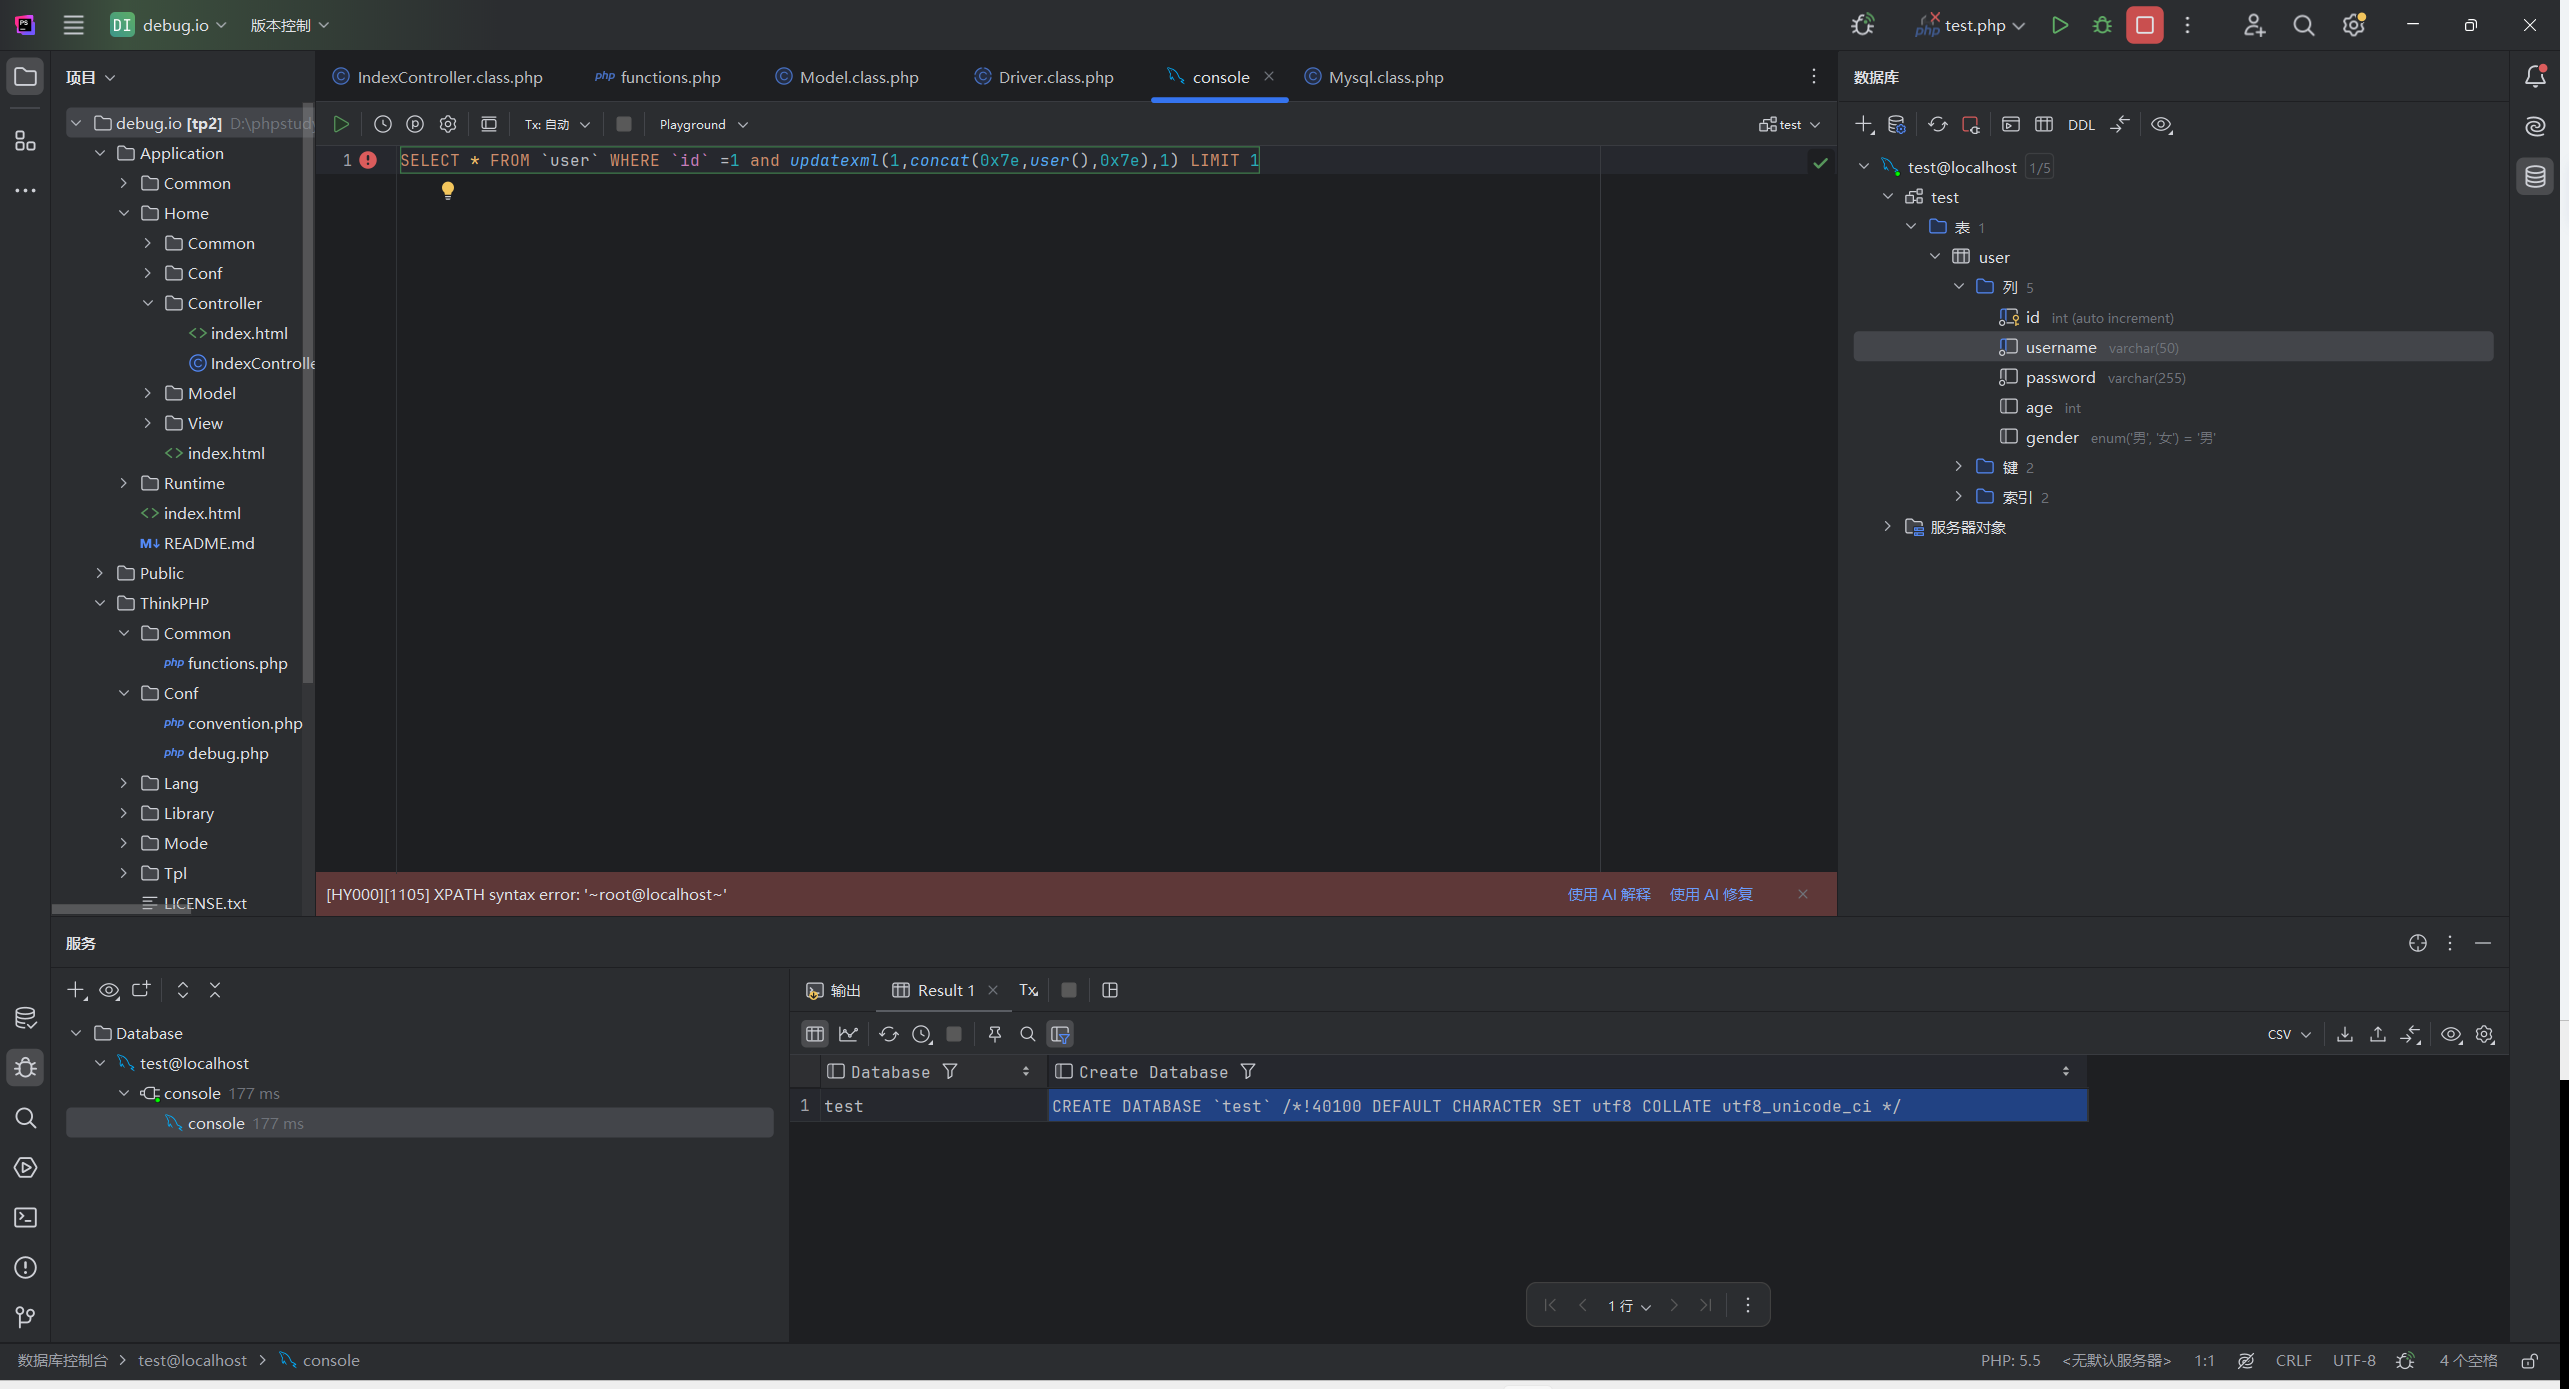 DI debug.io 版本控制
test.php
项目
debug.io [tp2] D:\phpstudy
Application
Common
Home
Common
Conf
Controller
index.html
IndexControlle
Model
View
index.html
Runtime
index.html
README.md
Public
ThinkPHP
Common
functions.php
Conf
convention.php
debug.php
Lang
Library
Mode
Tpl
LICENSE.txt
IndexController.class.php functions.php Model.class.php Driver.class.php console Mysql.class.php
Tx: 自动 Playground test
1 SELECT * FROM `user` WHERE `id` =1 and updatexml(1,concat(0x7e,user(),0x7e),1) LIMIT 1
[HY000][1105] XPATH syntax error: '~root@localhost~' 使用 AI 解释 使用 AI 修复
数据库
DDL
test@localhost 1/5
test
表 1
user
列 5
id int (auto increment)
username varchar(50)
password varchar(255)
age int
gender enum('男', '女') = '男'
键 2
索引 2
服务器对象
服务
Database
test@localhost
console 177 ms
console 177 ms
输出 Result 1 Tx
CSV
Database Create Database
1 test CREATE DATABASE `test` /*!40100 DEFAULT CHARACTER SET utf8 COLLATE utf8_unicode_ci */
1 行
数据库控制台 test@localhost console
PHP: 5.5 <无默认服务器> 1:1 CRLF UTF-8 4 个空格